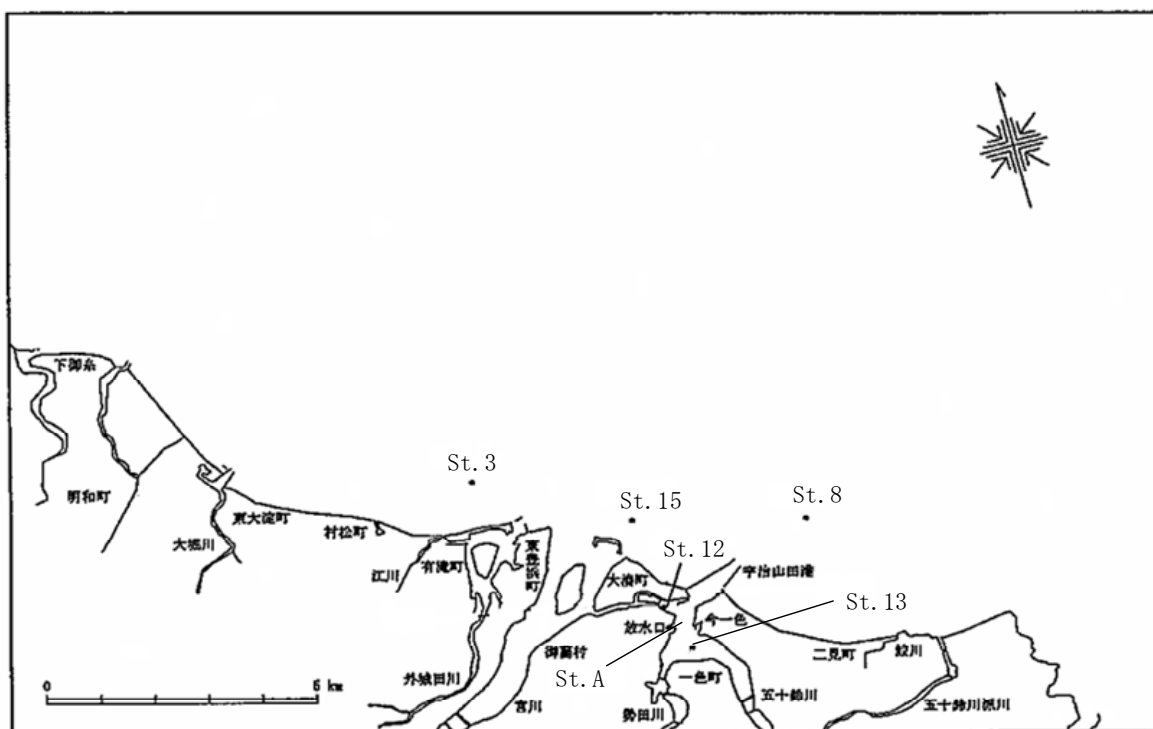 下御糸
St.3
明和町
東大淀町
大堀川
村松町
江川
有滝町
東豊浜町
St.15
St.8
St.12
大湊町
宇治山田港
St.13
今一色
放水口
御薗村
St.A
一色町
二見町
鮫川
外城田川
宮川
勢田川
五十鈴川
五十鈴川派川
0
5 km